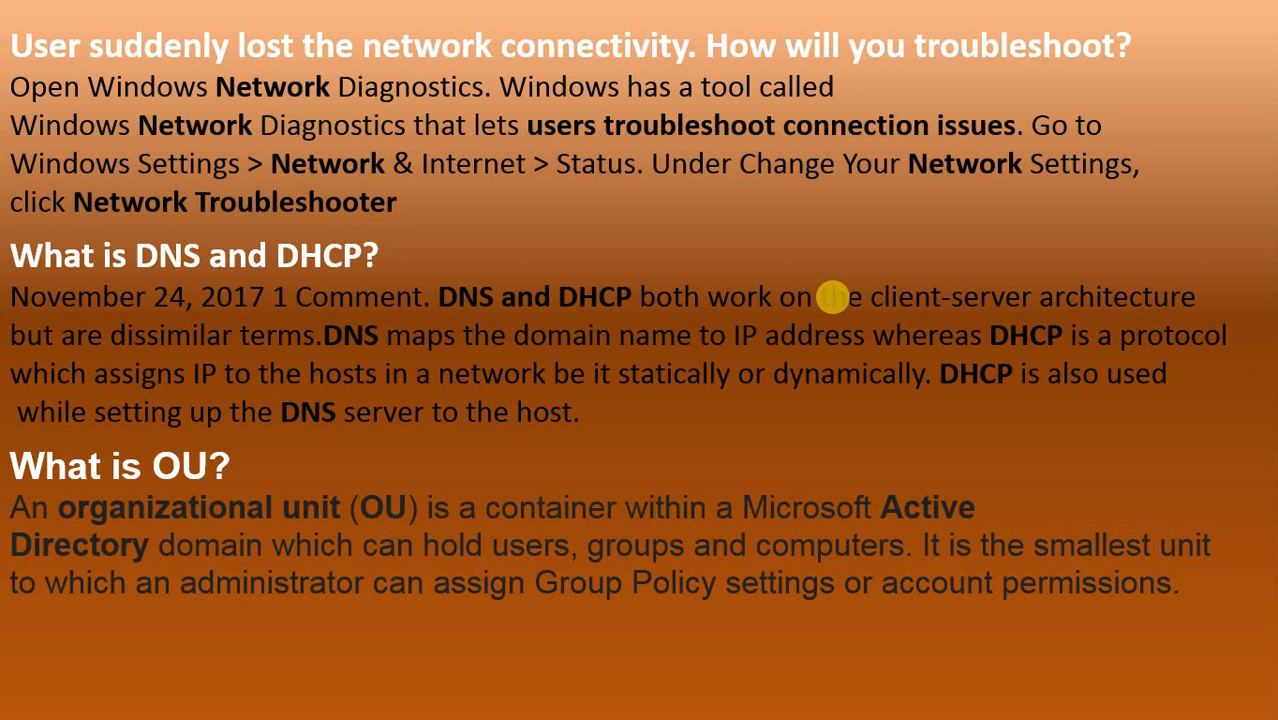 User suddenly lost the network connectivity. How will you troubleshoot?
Open Windows Network Diagnostics. Windows has a tool called
Windows Network Diagnostics that lets users troubleshoot connection issues. Go to
Windows Settings > Network & Internet > Status. Under Change Your Network Settings,
click Network Troubleshooter
What is DNS and DHCP?
November 24, 2017 1 Comment. DNS and DHCP both work on the client-server architecture
but are dissimilar terms.DNS maps the domain name to IP address whereas DHCP is a protocol
which assigns IP to the hosts in a network be it statically or dynamically. DHCP is also used
while setting up the DNS server to the host.
What is OU?
An organizational unit (OU) is a container within a Microsoft Active
Directory domain which can hold users, groups and computers. It is the smallest unit
to which an administrator can assign Group Policy settings or account permissions.